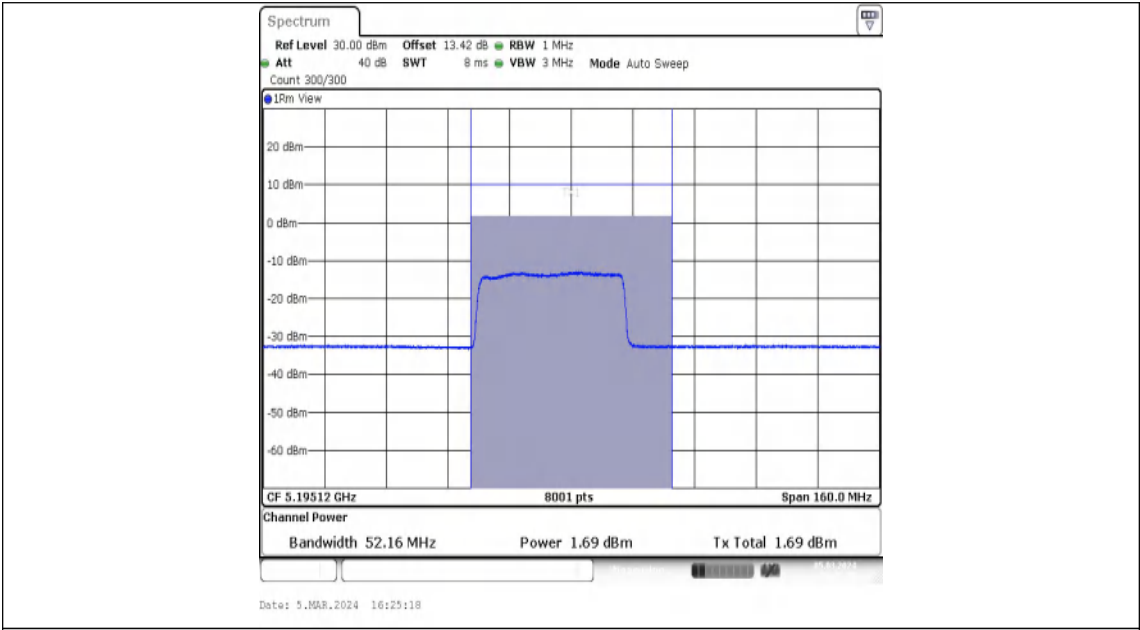 Spectrum
Ref Level 30.00 dBm Offset 13.42 dB RBW 1 MHz
Att 40 dB SWT 8 ms VBW 3 MHz Mode Auto Sweep
Count 300/300
1Rm View
20 dBm
10 dBm
0 dBm
-10 dBm
-20 dBm
-30 dBm
-40 dBm
-50 dBm
-60 dBm
CF 5.19512 GHz 8001 pts Span 160.0 MHz
Channel Power
Bandwidth 52.16 MHz Power 1.69 dBm Tx Total 1.69 dBm
Date: 5.MAR.2024 16:25:18